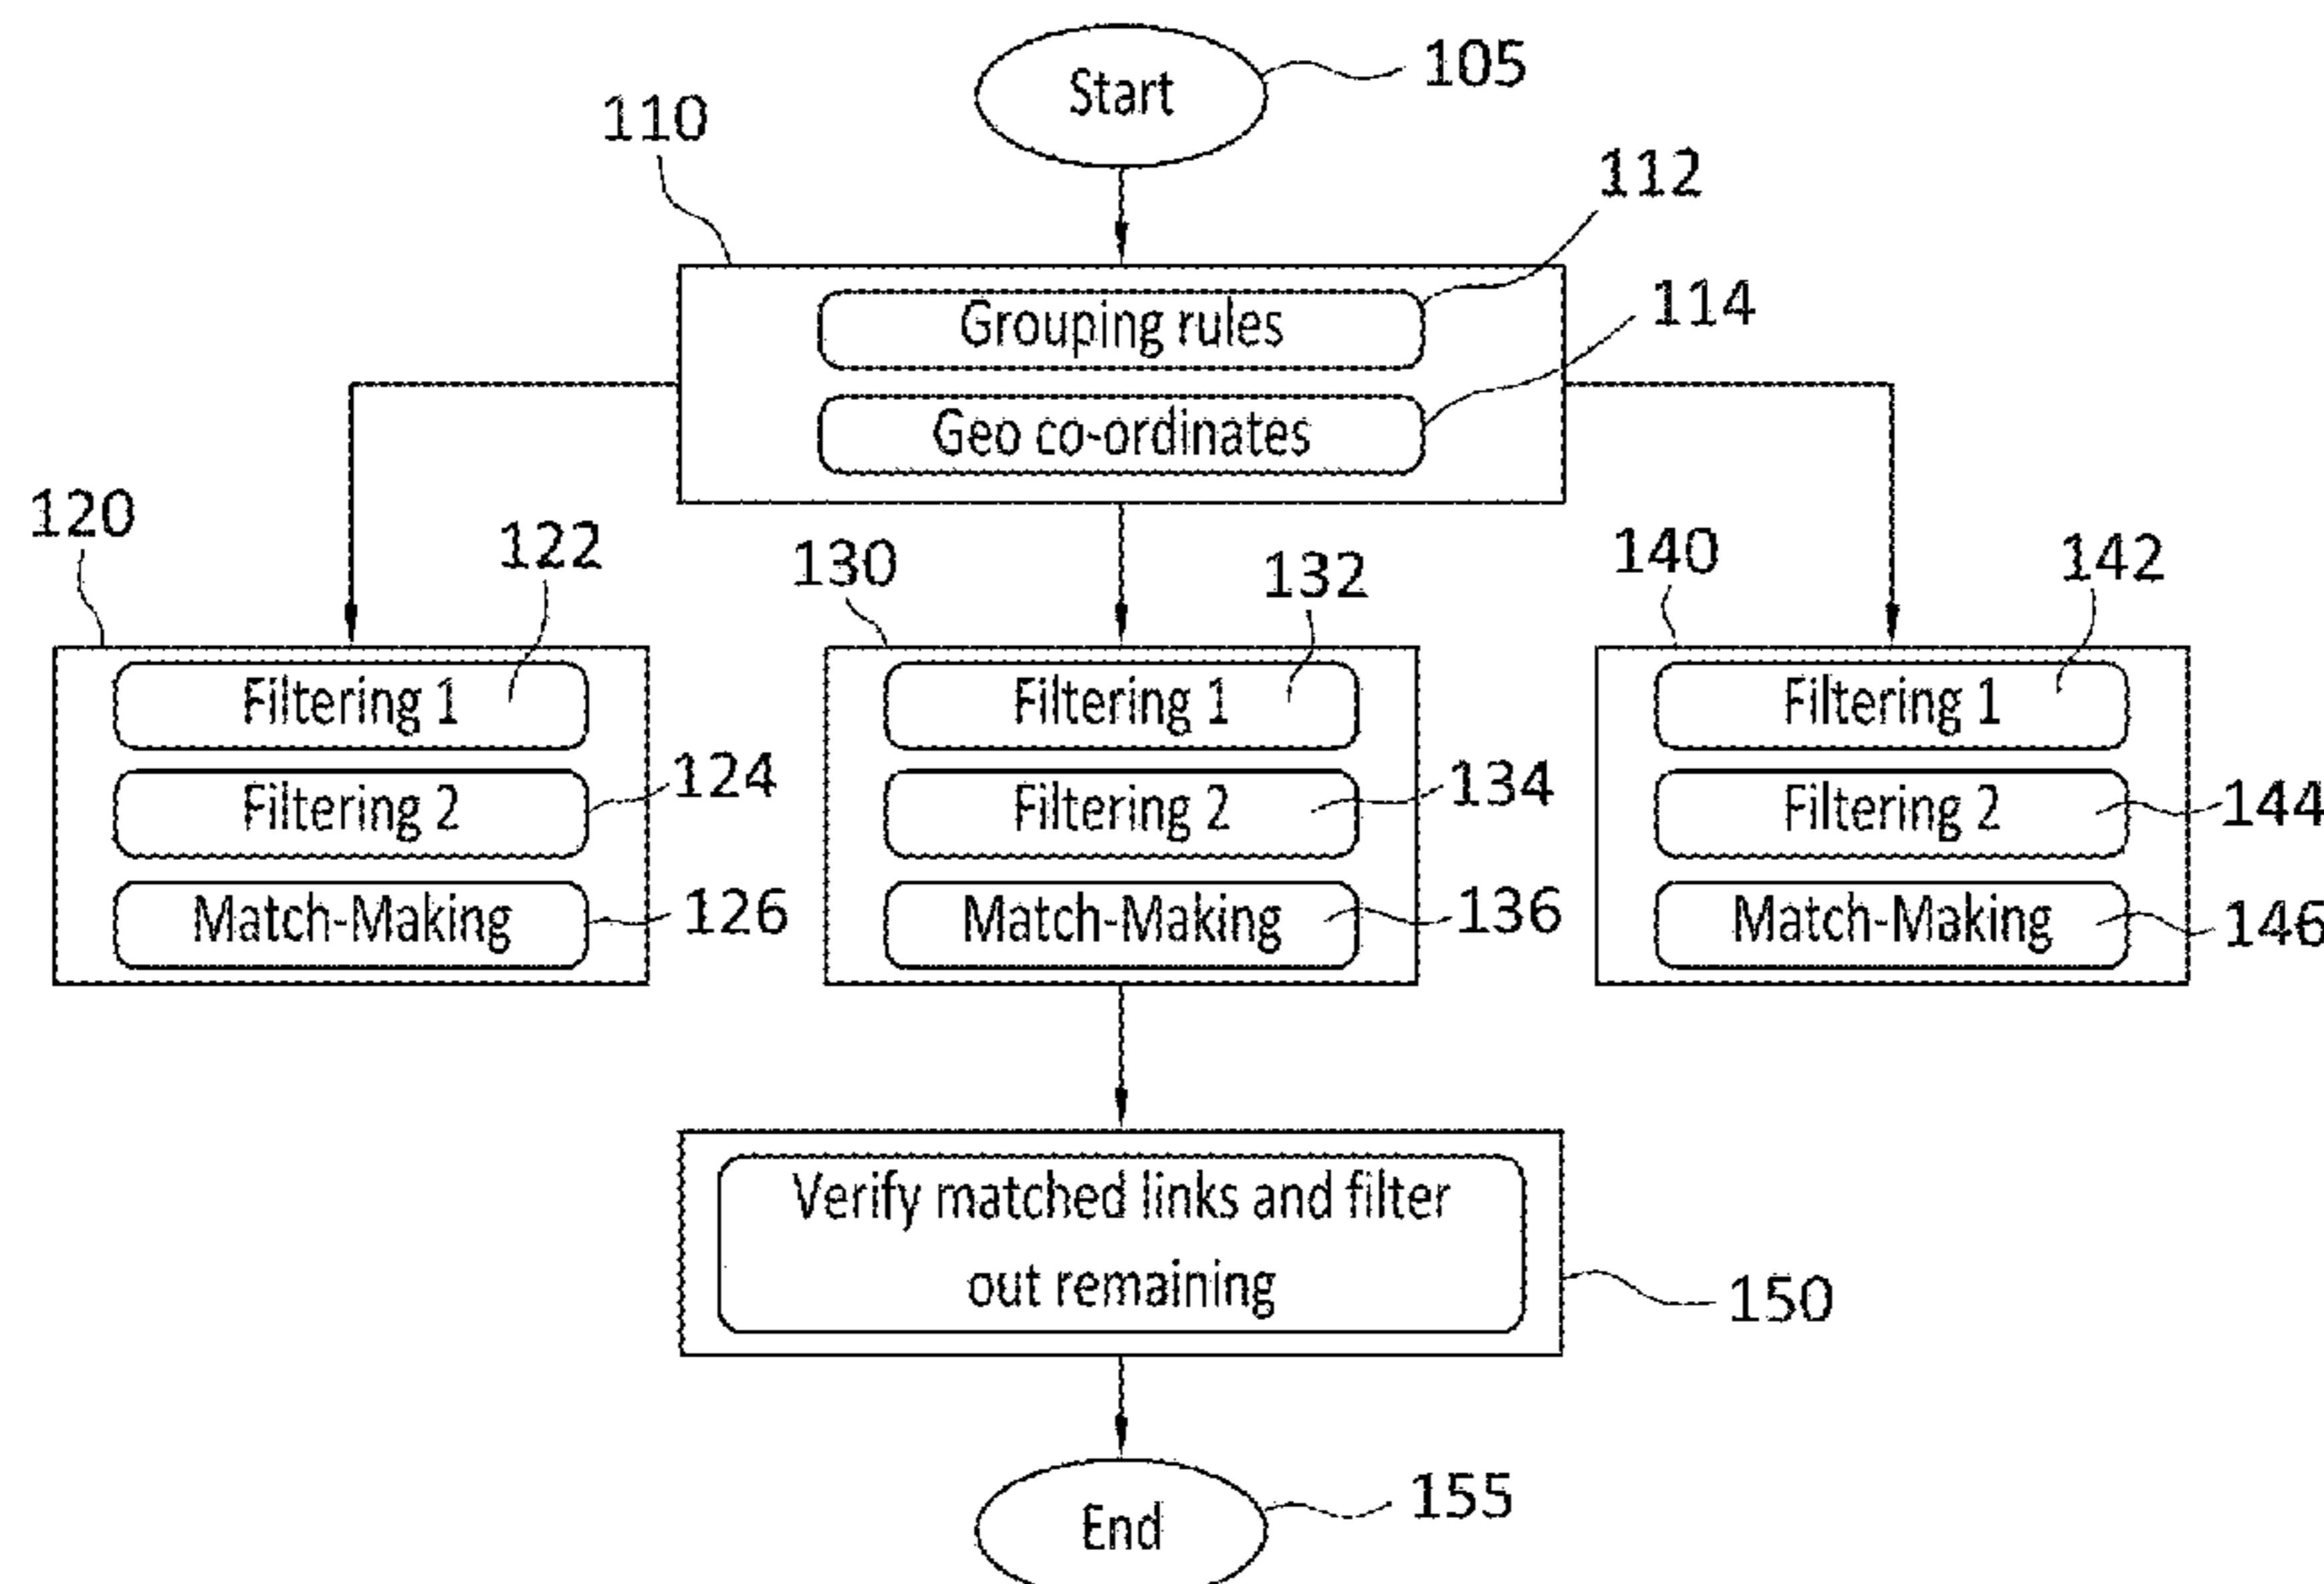 Start
105
110
112
Grouping rules
114
Geo co-ordinates
120
122
130
132
140
142
Filtering 1
Filtering 2
124
Match-Making
126
Filtering 1
Filtering 2
134
Match-Making
136
Filtering 1
Filtering 2
144
Match-Making
146
Verify matched links and filter
out remaining
150
End
155